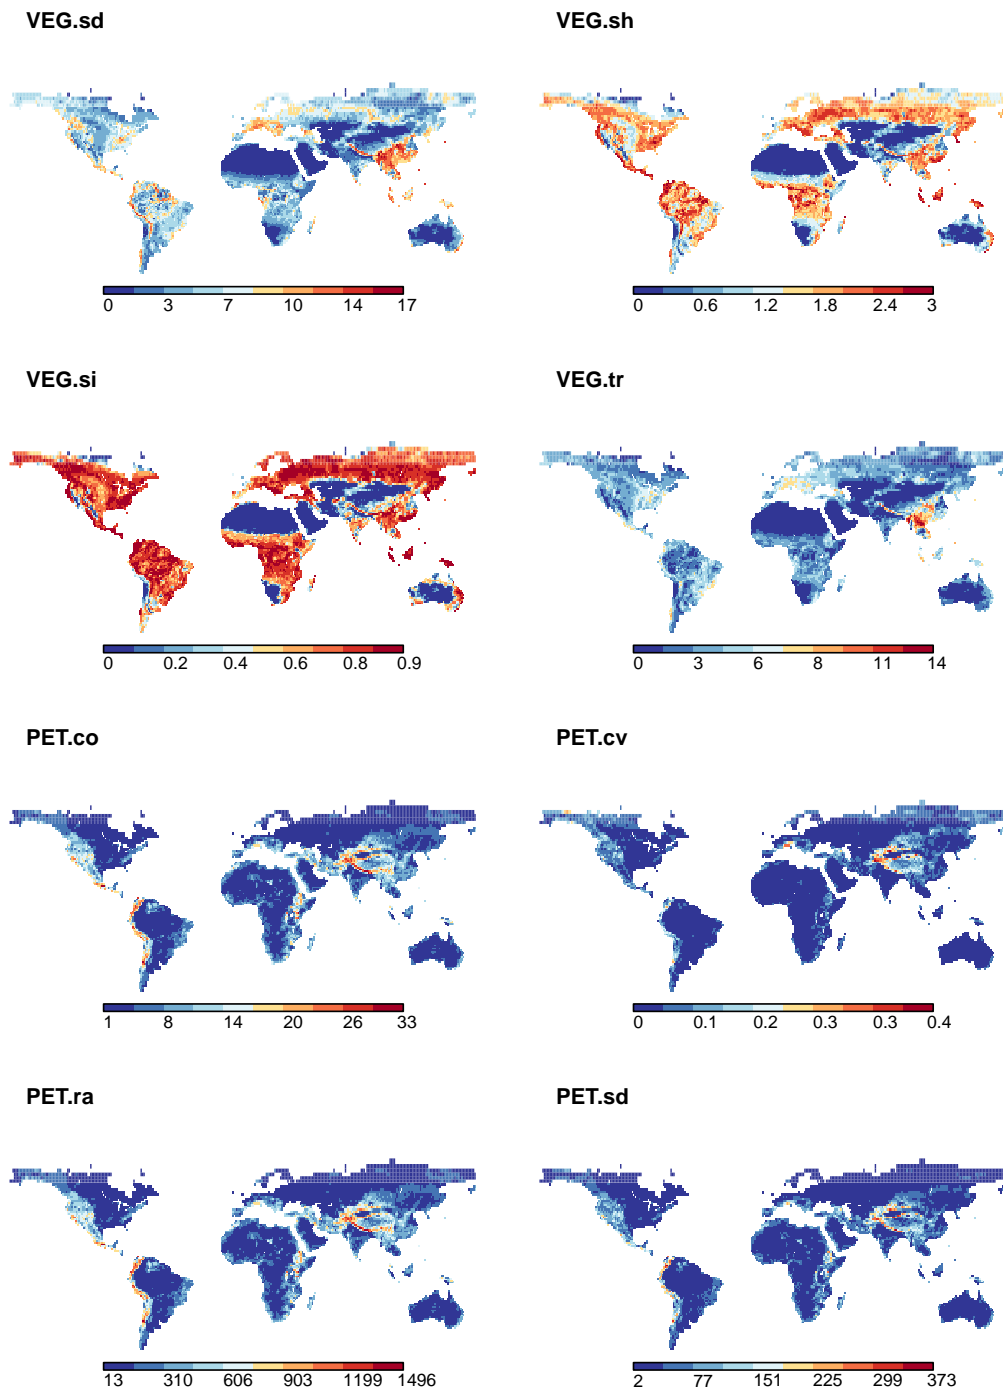 VEG.sd VEG.sh
0 3 7 10 14 17 0 0.6 1.2 1.8 2.4 3
VEG.si VEG.tr
0 0.2 0.4 0.6 0.8 0.9 0 3 6 8 11 14
PET.co PET.cv
1 8 14 20 26 33 0 0.1 0.2 0.3 0.3 0.4
PET.ra PET.sd
13 310 606 903 1199 1496 2 77 151 225 299 373